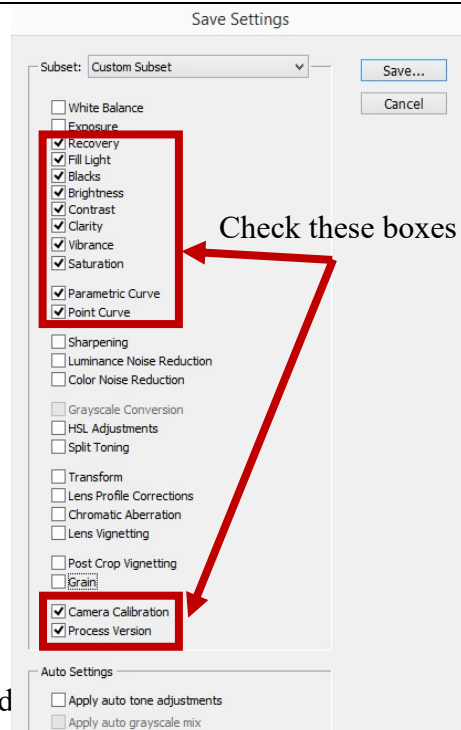 Save Settings
Subset: Custom Subset
Save...
Cancel
White Balance
Exposure
Recovery
Fill Light
Blacks
Brightness
Contrast
Clarity
Check these boxes
Vibrance
Saturation
Parametric Curve
Point Curve
Sharpening
Luminance Noise Reduction
Color Noise Reduction
Grayscale Conversion
HSL Adjustments
Split Toning
Transform
Lens Profile Corrections
Chromatic Aberration
Lens Vignetting
Post Crop Vignetting
Grain
Camera Calibration
Process Version
Auto Settings
d
Apply auto tone adjustments
Apply auto grayscale mix